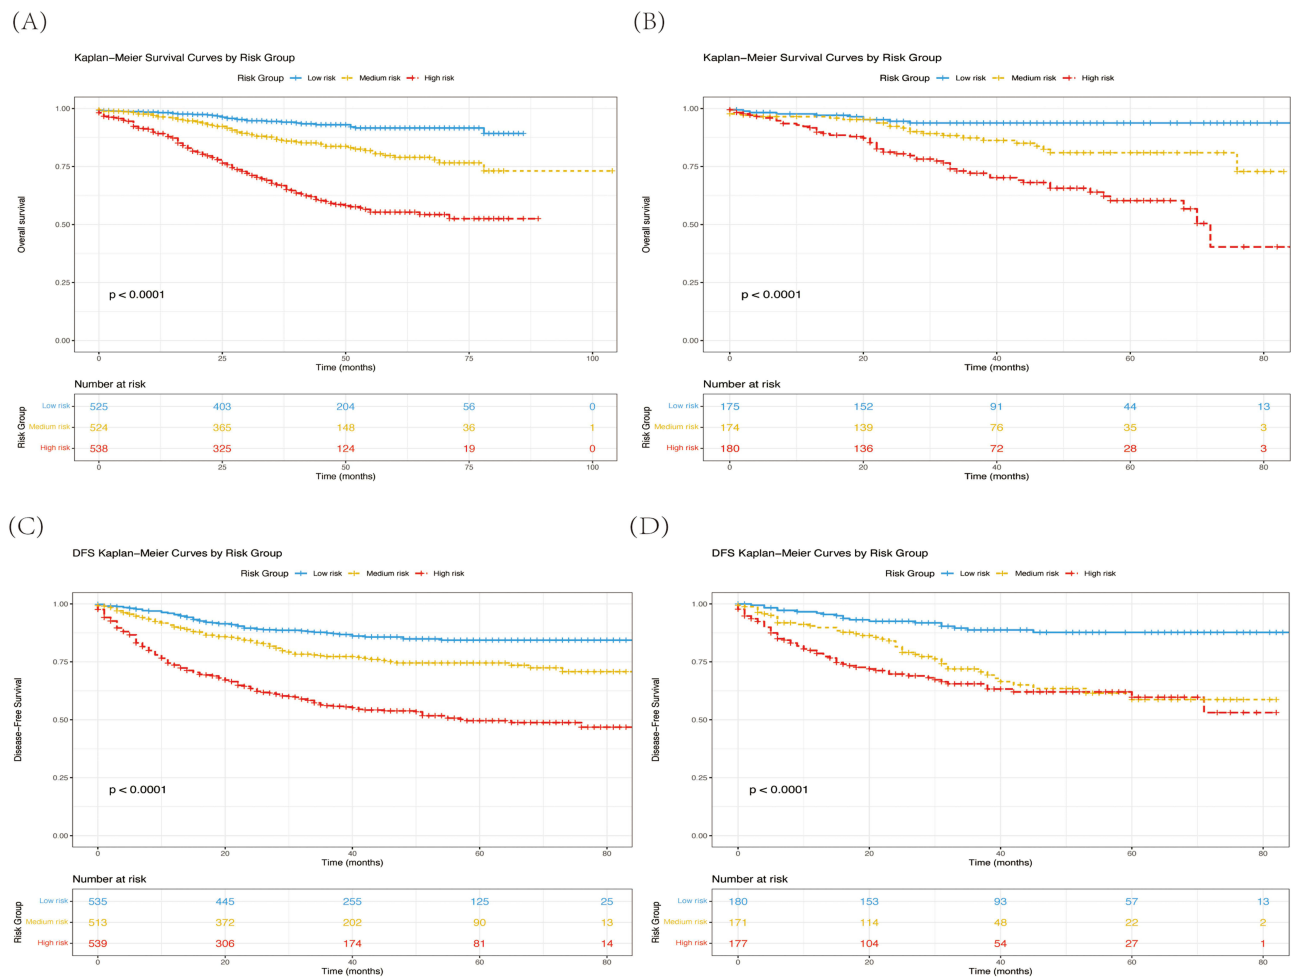 (A)
Kaplan−Meier Survival Curves by Risk Group
Risk Group Low risk Medium risk High risk
1.00
0.75
0.50
0.25
0.00
Overall survival
p < 0.0001
0 25 50 75 100
Time (months)
Number at risk
Risk Group
Low risk 525 403 204 56 0
Medium risk 524 365 148 36 1
High risk 538 325 124 19 0
0 25 50 75 100
Time (months)
(B)
Kaplan−Meier Survival Curves by Risk Group
Risk Group Low risk Medium risk High risk
1.00
0.75
0.50
0.25
0.00
Overall survival
p < 0.0001
0 20 40 60 80
Time (months)
Number at risk
Risk Group
Low risk 175 152 91 44 13
Medium risk 174 139 76 35 3
High risk 180 136 72 28 3
0 20 40 60 80
Time (months)
(C)
DFS Kaplan−Meier Curves by Risk Group
Risk Group Low risk Medium risk High risk
1.00
0.75
0.50
0.25
0.00
Disease−Free Survival
p < 0.0001
0 20 40 60 80
Time (months)
Number at risk
Risk Group
Low risk 535 445 255 125 25
Medium risk 513 372 202 90 13
High risk 539 306 174 81 14
0 20 40 60 80
Time (months)
(D)
DFS Kaplan−Meier Curves by Risk Group
Risk Group Low risk Medium risk High risk
1.00
0.75
0.50
0.25
0.00
Disease−Free Survival
p < 0.0001
0 20 40 60 80
Time (months)
Number at risk
Risk Group
Low risk 180 153 93 57 13
Medium risk 171 114 48 22 2
High risk 177 104 54 27 1
0 20 40 60 80
Time (months)